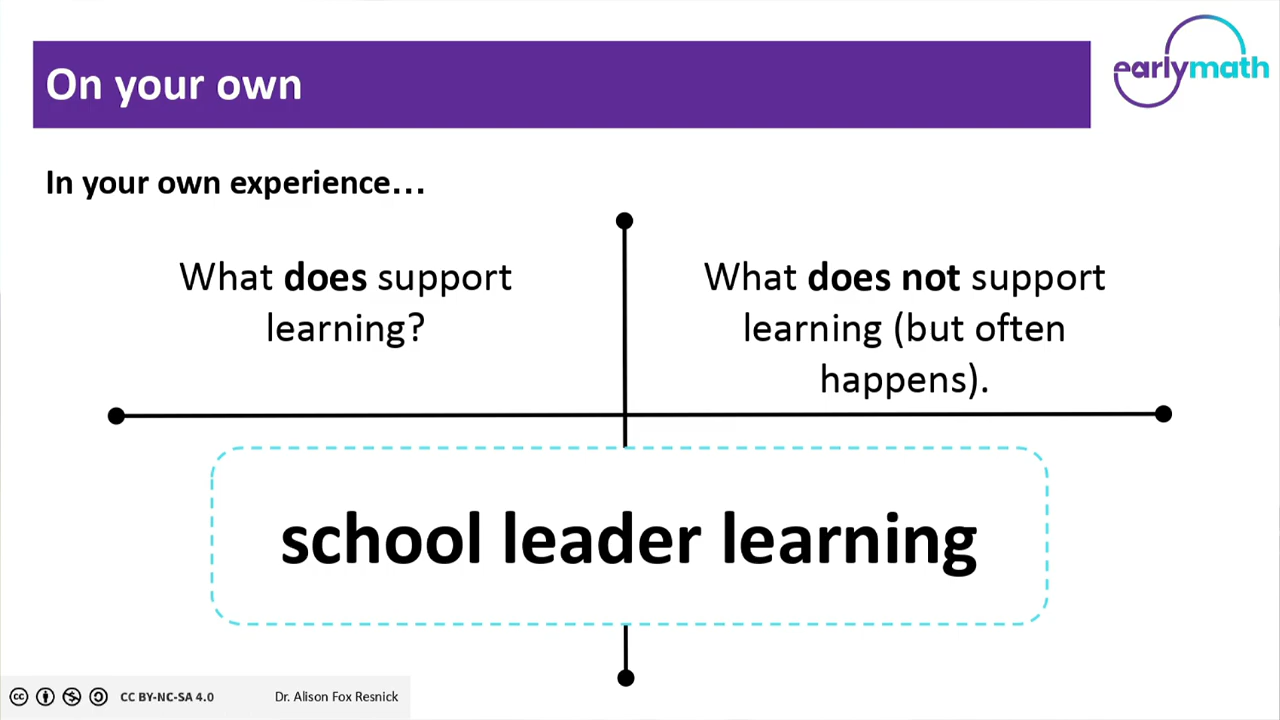 On your own
earlymath
In your own experience…
What does support
learning?
What does not support
learning (but often
happens).
school leader learning
CC BY-NC-SA 4.0
Dr. Alison Fox Resnick